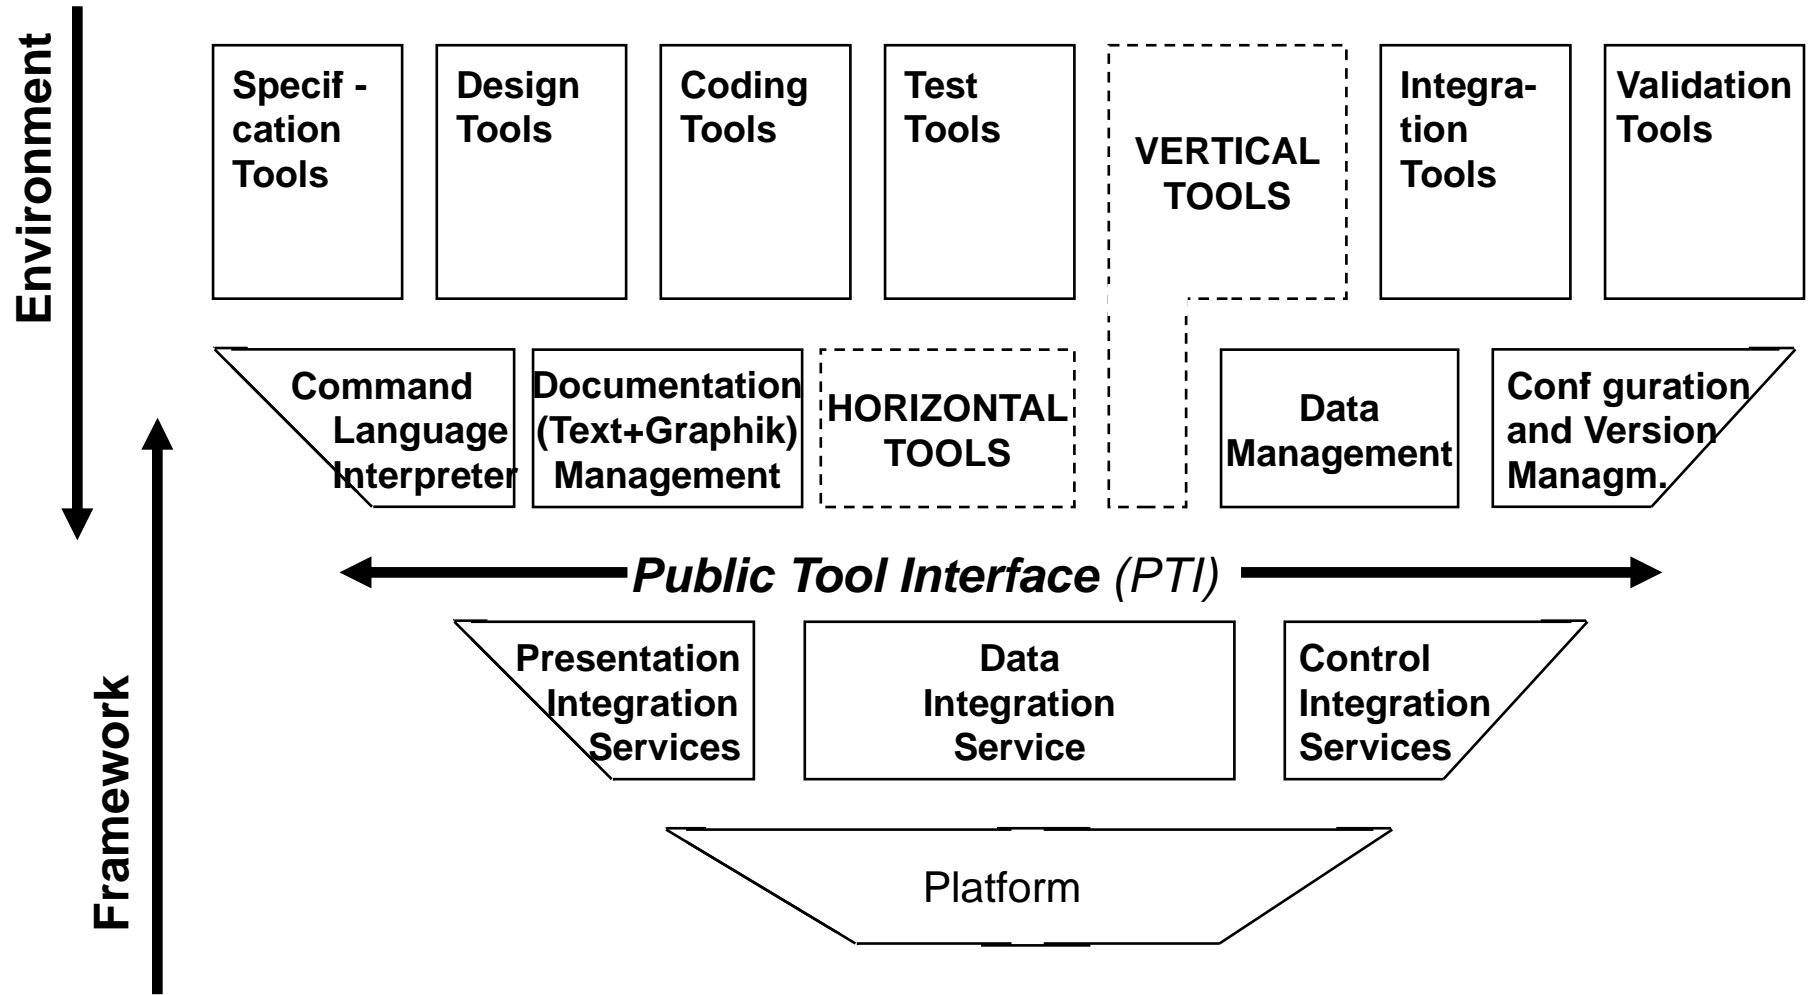 Environment
Specif -
cation
Tools
Design
Tools
Coding
Tools
Test
Tools
VERTICAL
TOOLS
Integra-
tion
Tools
Validation
Tools
Command
Language
Interpreter
Documentation
(Text+Graphik)
Management
HORIZONTAL
TOOLS
Data
Management
Conf guration
and Version
Managm.
Public Tool Interface (PTI)
Framework
Presentation
Integration
Services
Data
Integration
Service
Control
Integration
Services
Platform